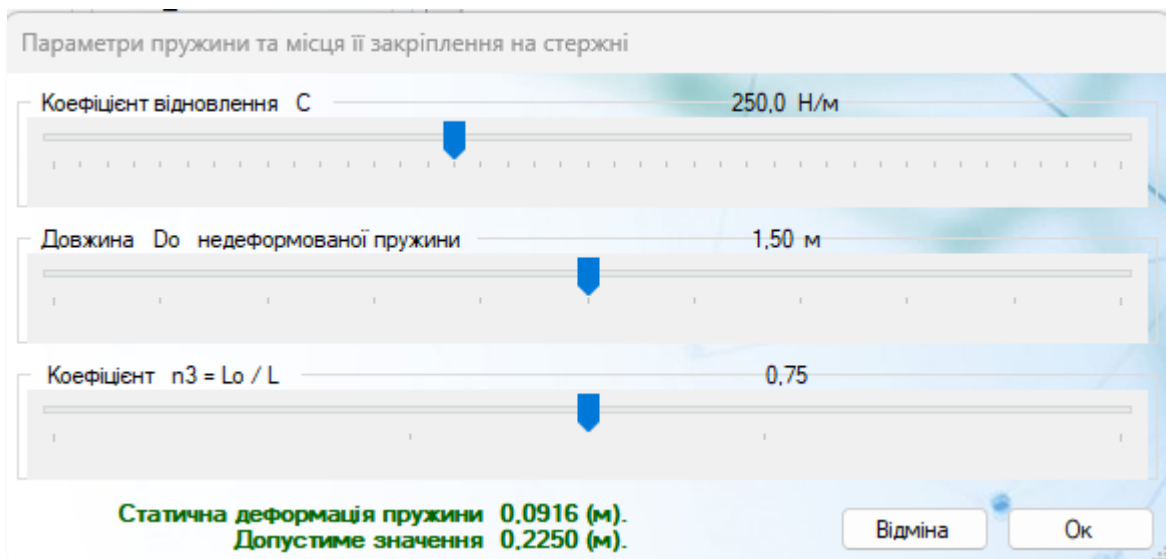 Параметри пружини та місця її закріплення на стержні
Коефіцієнт відновлення C 250,0 Н/м
Довжина Do недеформованої пружини 1,50 м
Коефіцієнт n3 = Lo / L 0,75
Статична деформація пружини 0,0916 (м).
Допустиме значення 0,2250 (м).
Відміна Ок